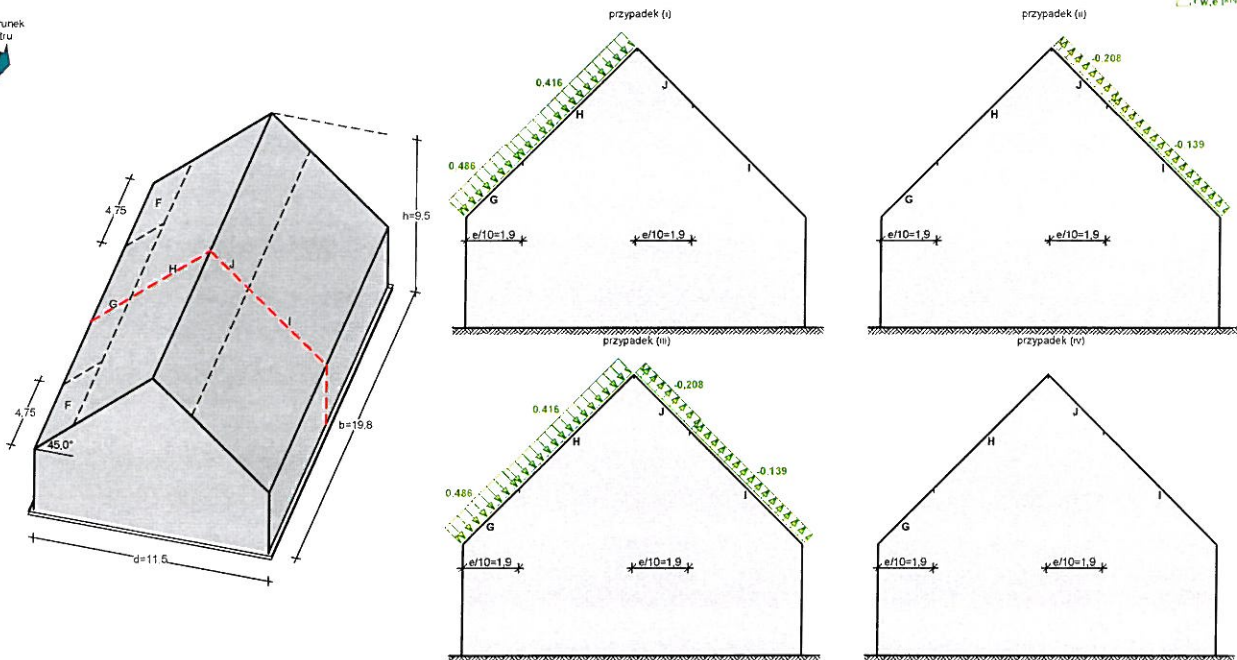 przypadek (I)
przypadek (II)
0.416
H
0.486
G
J
I
e/10=1,9
e/10=1,9
-0.208
J
H
-0.139
I
G
e/10=1,9
e/10=1,9
F
4,75
h=9.5
H
J
G
I
4,75
F
45,0°
b=19.8
d=11.5
przypadek (III)
przypadek (IV)
0.416
-0,208
H
J
0.486
-0.139
G
I
e/10=1,9
e/10=1,9
J
H
I
G
e/10=1,9
e/10=1,9